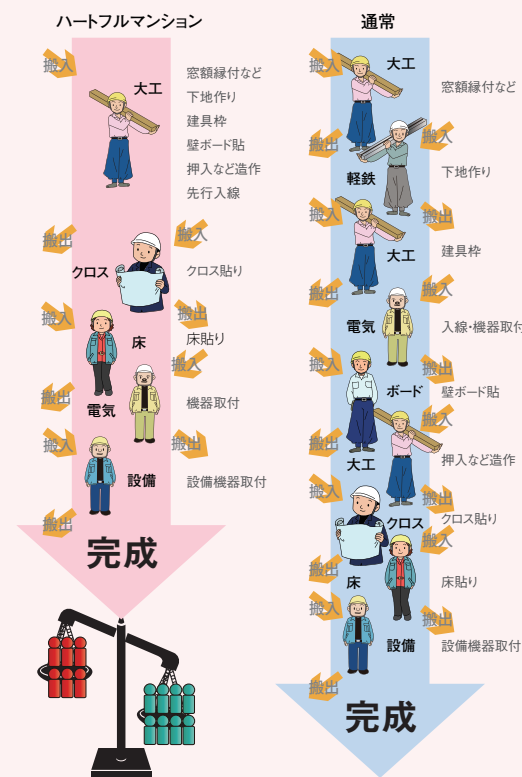 ハートフルマンション
搬入
大工
窓額縁付など
下地作り
建具枠
壁ボード貼
押入など造作
先行入線
搬出
搬入
クロス
クロス貼り
搬入
搬出
床
床貼り
搬入
搬出
電気
機器取付
搬入
搬出
設備
設備機器取付
搬出
完成
通常
搬入
大工
窓額縁付など
搬出
搬入
軽鉄
下地作り
搬入
搬出
大工
建具枠
搬出
搬入
電気
入線・機器取付
搬入
搬出
ボード
壁ボード貼
搬入
搬出
大工
押入など造作
搬入
搬出
クロス
クロス貼り
搬入
搬出
床
床貼り
搬入
搬出
設備
設備機器取付
搬出
完成